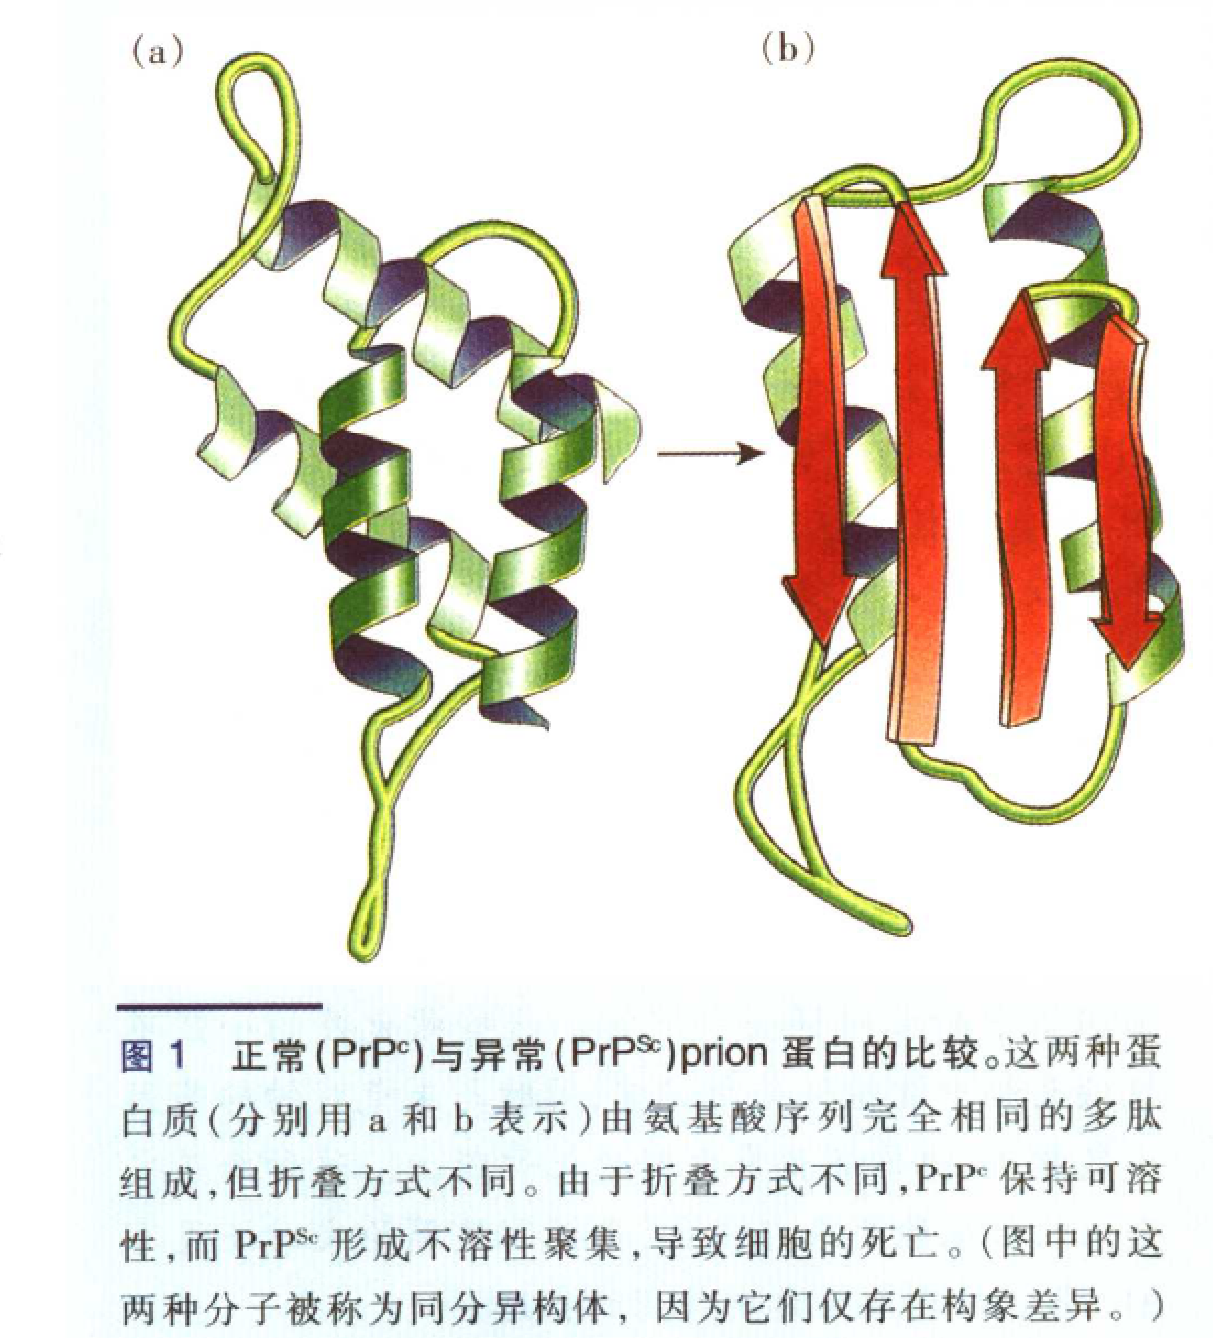 (a)
(b)
图 1　正常(PrPᶜ)与异常(PrPˢᶜ)prion 蛋白的比较。这两种蛋
白质(分别用 a 和 b 表示)由氨基酸序列完全相同的多肽
组成,但折叠方式不同。由于折叠方式不同,PrPᶜ 保持可溶
性,而 PrPˢᶜ 形成不溶性聚集,导致细胞的死亡。(图中的这
两种分子被称为同分异构体，因为它们仅存在构象差异。)